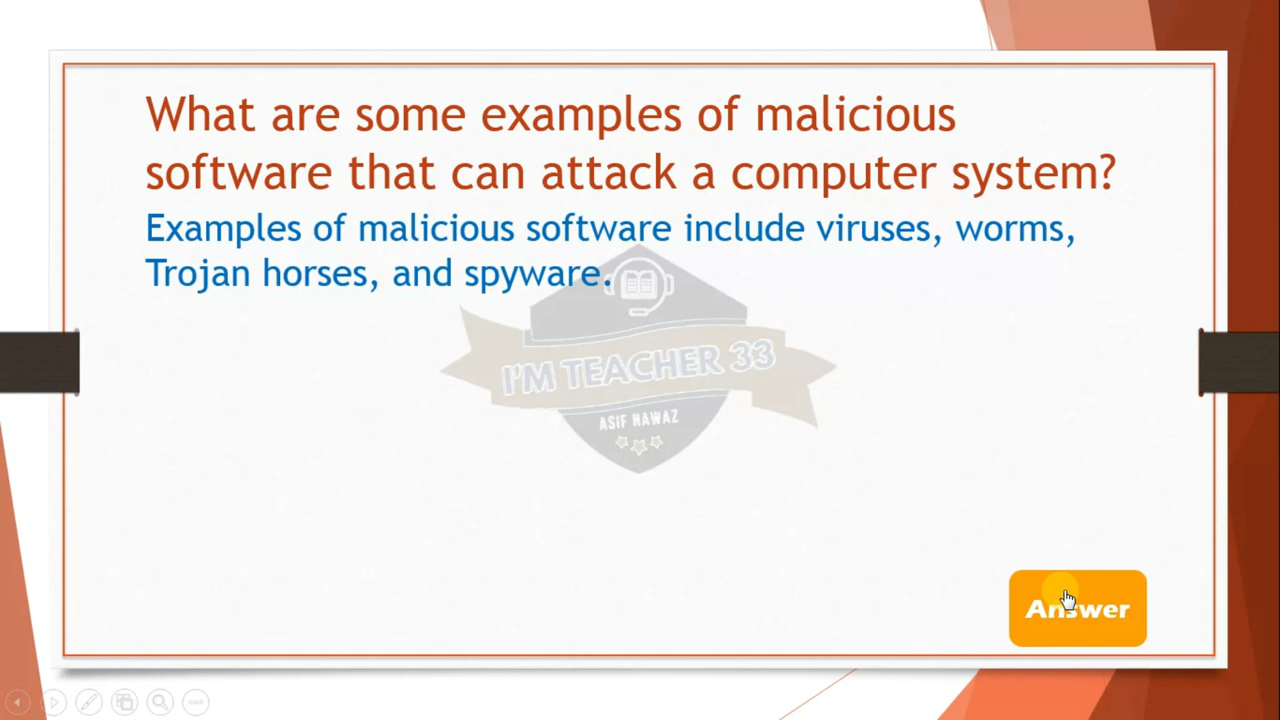 What are some examples of malicious
software that can attack a computer system?
Examples of malicious software include viruses, worms,
Trojan horses, and spyware.
I'M TEACHER 33
ASIF NAWAZ
Answer